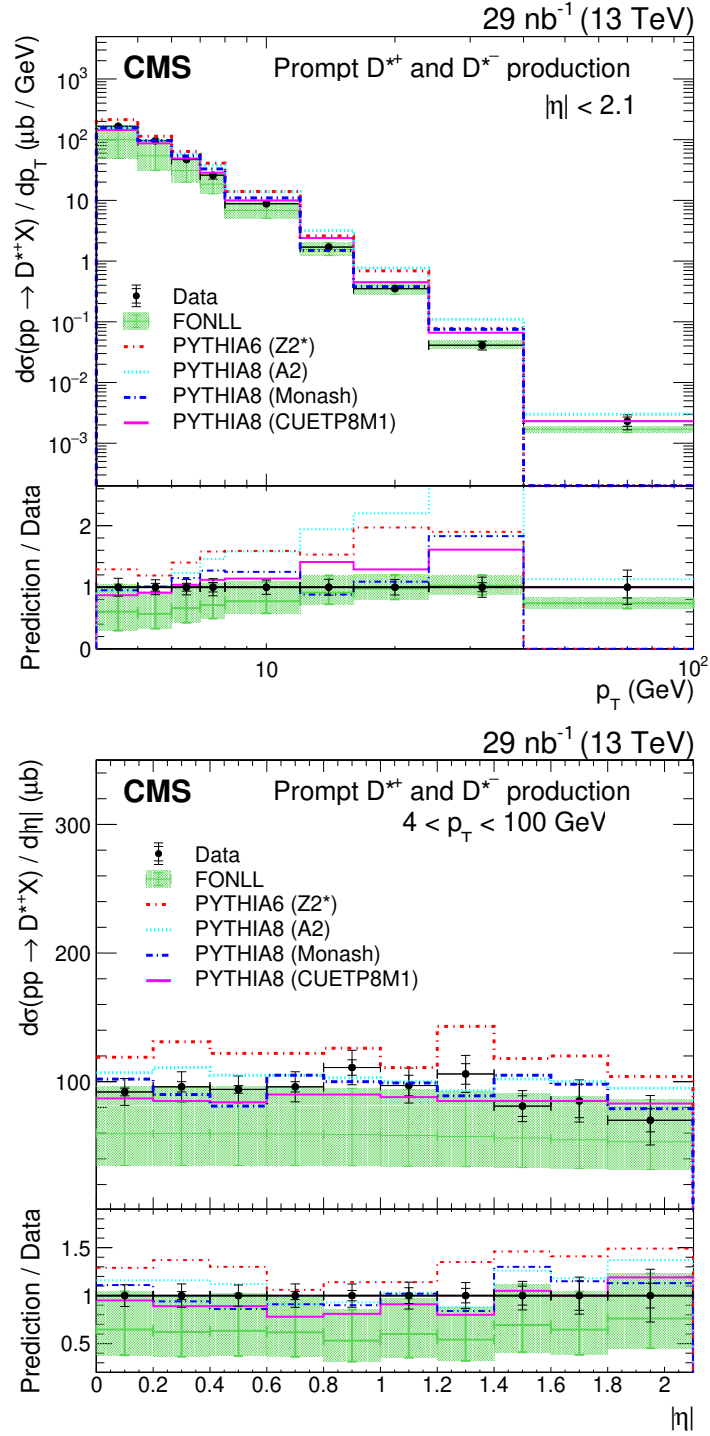 29 nb⁻¹ (13 TeV)
CMS Prompt D*⁺ and D*⁻ production
|η| < 2.1
dσ(pp → D*⁺X) / dp_T (μb / GeV)
10³
10²
10
1
10⁻¹
10⁻²
10⁻³
Data
FONLL
PYTHIA6 (Z2*)
PYTHIA8 (A2)
PYTHIA8 (Monash)
PYTHIA8 (CUETP8M1)
Prediction / Data
2
1
0
10 10²
p_T (GeV)
29 nb⁻¹ (13 TeV)
CMS Prompt D*⁺ and D*⁻ production
4 < p_T < 100 GeV
dσ(pp → D*⁺X) / d|η| (μb)
300
200
100
Data
FONLL
PYTHIA6 (Z2*)
PYTHIA8 (A2)
PYTHIA8 (Monash)
PYTHIA8 (CUETP8M1)
Prediction / Data
1.5
1
0.5
0 0.2 0.4 0.6 0.8 1 1.2 1.4 1.6 1.8 2
|η|